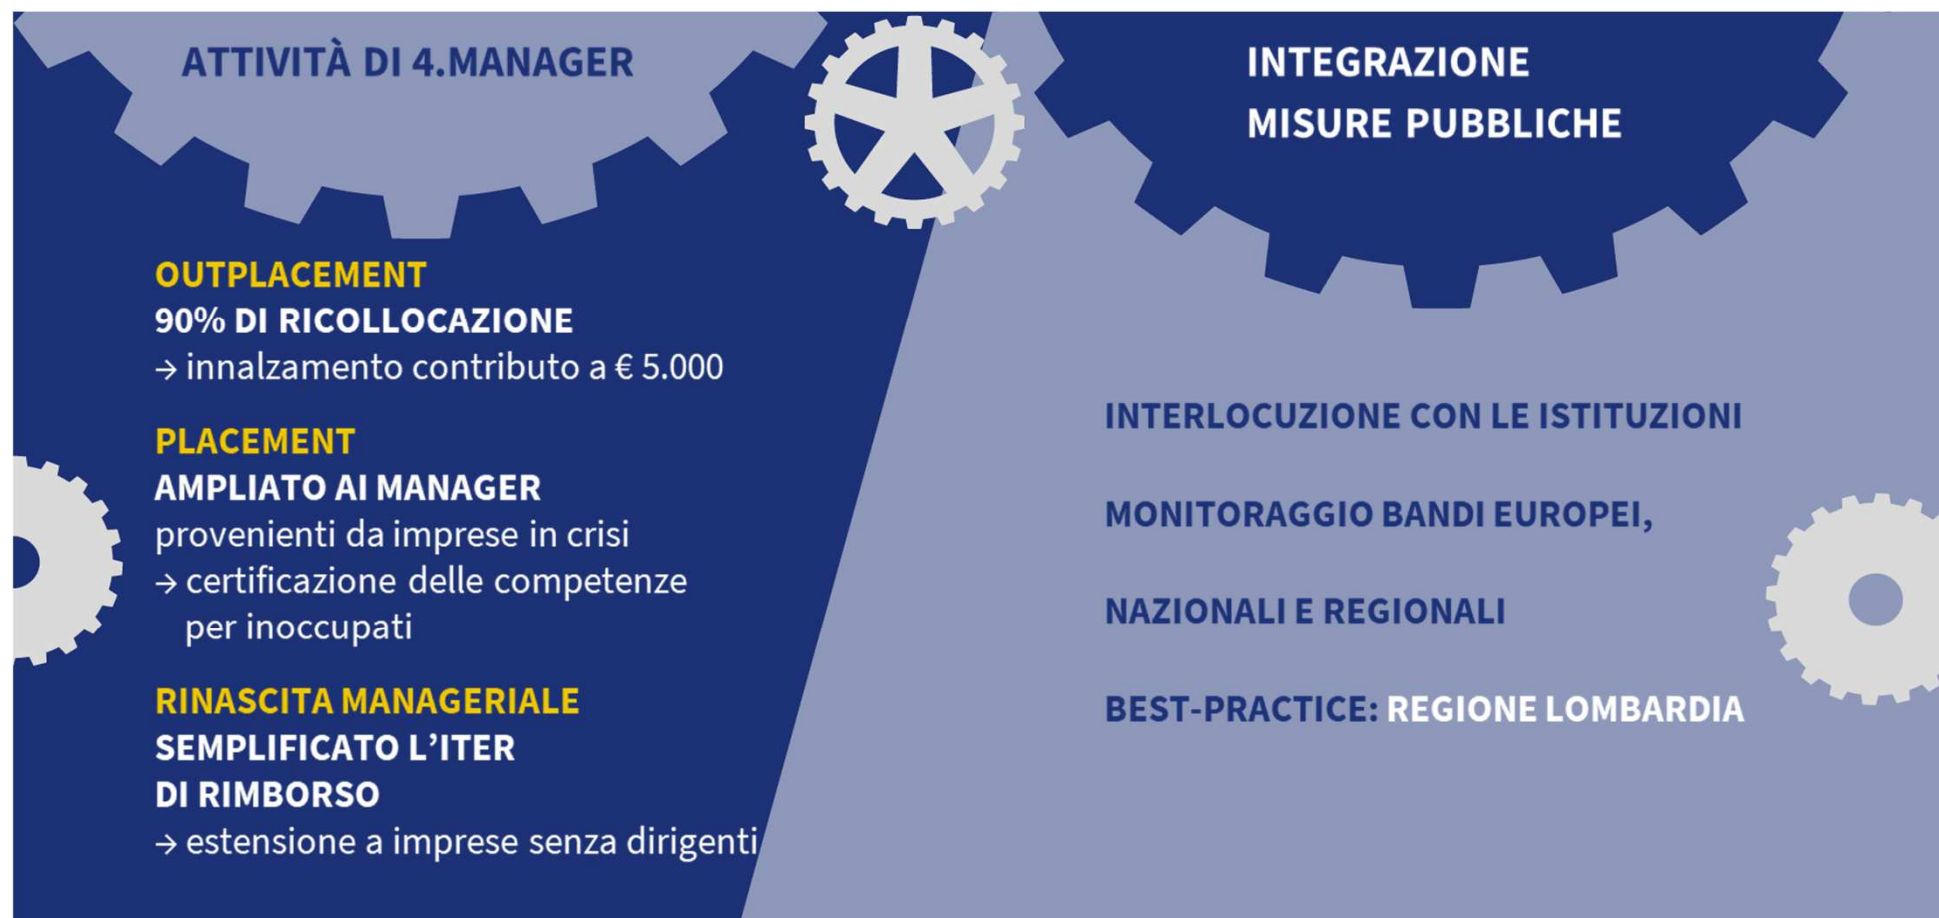 ATTIVITÀ DI 4.MANAGER
OUTPLACEMENT
90% DI RICOLLOCAZIONE
→ innalzamento contributo a € 5.000
PLACEMENT
AMPLIATO AI MANAGER
provenienti da imprese in crisi
→ certificazione delle competenze
per inoccupati
RINASCITA MANAGERIALE
SEMPLIFICATO L’ITER
DI RIMBORSO
→ estensione a imprese senza dirigenti
INTEGRAZIONE
MISURE PUBBLICHE
INTERLOCUZIONE CON LE ISTITUZIONI
MONITORAGGIO BANDI EUROPEI,
NAZIONALI E REGIONALI
BEST-PRACTICE: REGIONE LOMBARDIA